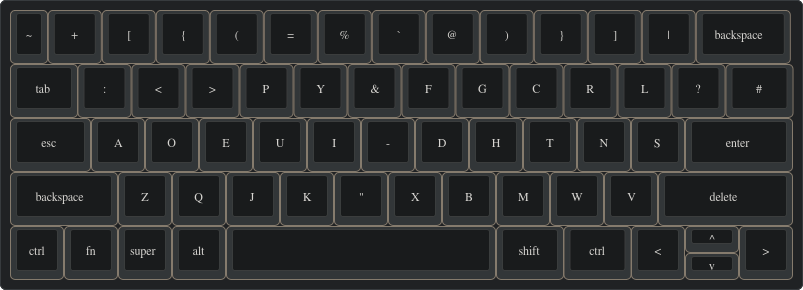 ~ + [ { ( = % ` @ ) } ] | backspace
tab : < > P Y & F G C R L ? #
esc A O E U I - D H T N S enter
backspace Z Q J K " X B M W V delete
ctrl fn super alt shift ctrl < ^ v >